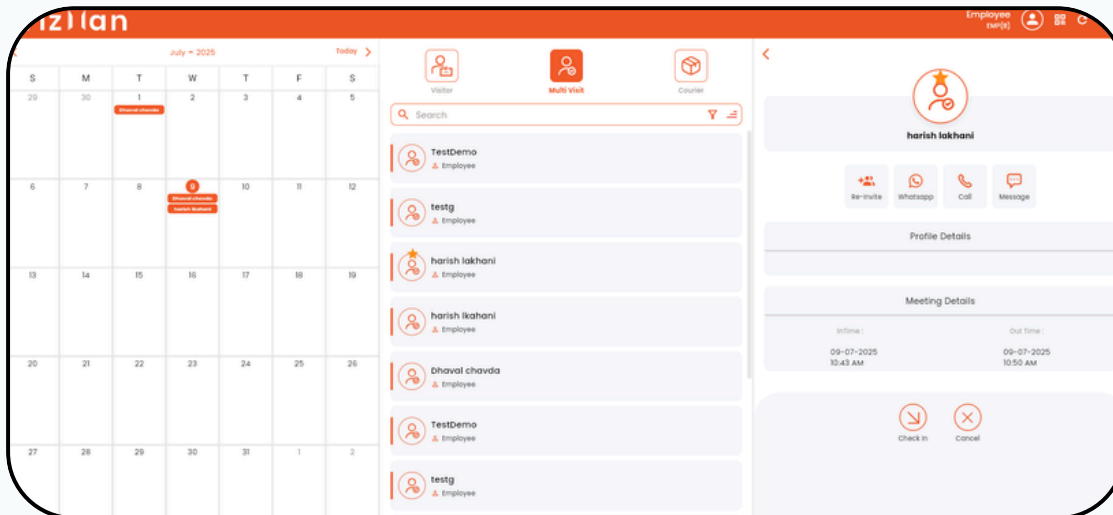 Employee
EMP(R)
July - 2025
Today
S M T W T F S
29 30 1 2 3 4 5
Dhaval chavda
6 7 8 9 10 11 12
Dhaval chavda
harish lkahani
13 14 15 16 17 18 19
20 21 22 23 24 25 26
27 28 29 30 31 1 2
Visitor
Multi Visit
Courier
Search
TestDemo
Employee
testg
Employee
harish lakhani
Employee
harish lkahani
Employee
Dhaval chavda
Employee
TestDemo
Employee
testg
Employee
harish lakhani
Re-Invite
Whatsapp
Call
Message
Profile Details
Meeting Details
InTime :
Out Time :
09-07-2025
10:43 AM
09-07-2025
10:50 AM
Check In
Cancel